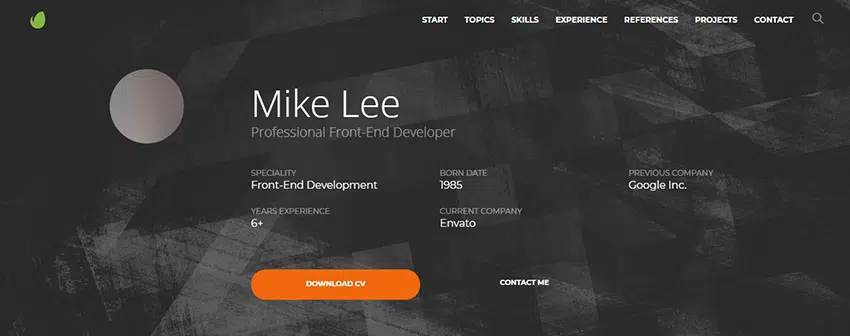 START TOPICS SKILLS EXPERIENCE REFERENCES PROJECTS CONTACT
Mike Lee
Professional Front-End Developer
SPECIALITY BORN DATE PREVIOUS COMPANY
Front-End Development 1985 Google Inc.
YEARS EXPERIENCE CURRENT COMPANY
6+ Envato
DOWNLOAD CV CONTACT ME